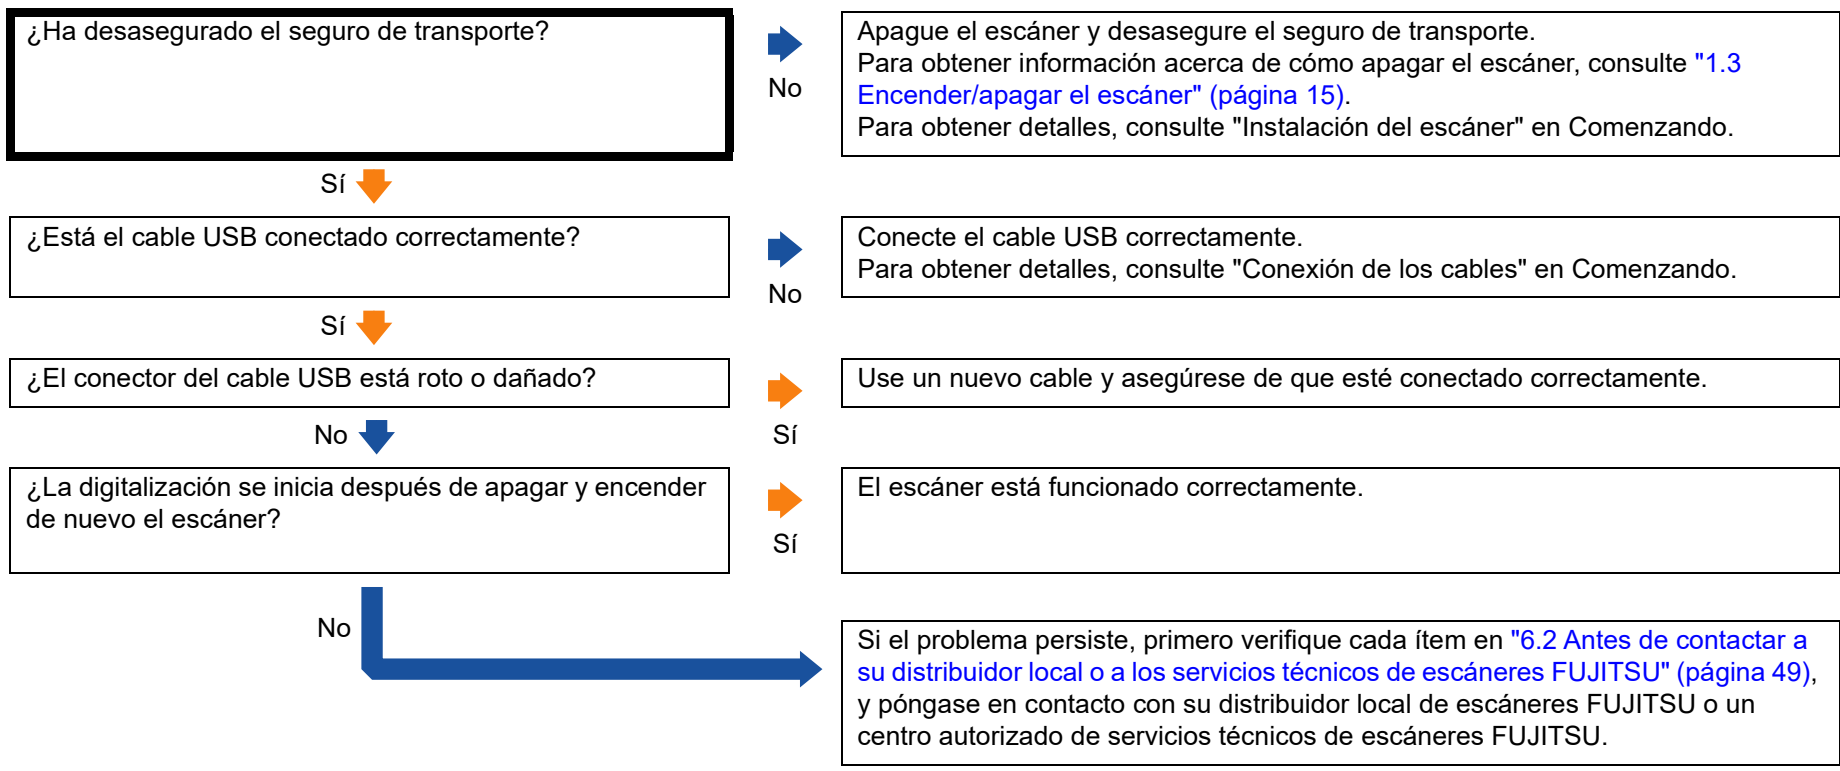 ¿Ha desasegurado el seguro de transporte?
No
Apague el escáner y desasegure el seguro de transporte.
Para obtener información acerca de cómo apagar el escáner, consulte "1.3
Encender/apagar el escáner" (página 15).
Para obtener detalles, consulte "Instalación del escáner" en Comenzando.
Sí
¿Está el cable USB conectado correctamente?
No
Conecte el cable USB correctamente.
Para obtener detalles, consulte "Conexión de los cables" en Comenzando.
Sí
¿El conector del cable USB está roto o dañado?
Sí
Use un nuevo cable y asegúrese de que esté conectado correctamente.
No
¿La digitalización se inicia después de apagar y encender
de nuevo el escáner?
Sí
El escáner está funcionado correctamente.
No
Si el problema persiste, primero verifique cada ítem en "6.2 Antes de contactar a
su distribuidor local o a los servicios técnicos de escáneres FUJITSU" (página 49),
y póngase en contacto con su distribuidor local de escáneres FUJITSU o un
centro autorizado de servicios técnicos de escáneres FUJITSU.